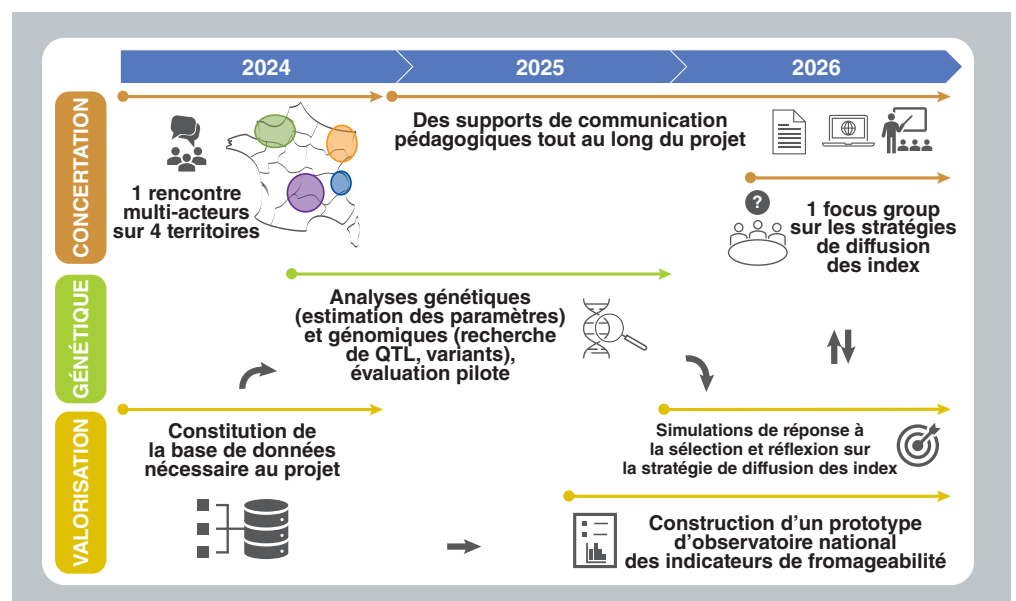 2024
2025
2026
CONCERTATION
1 rencontre
multi-acteurs
sur 4 territoires
Des supports de communication
pédagogiques tout au long du projet
?
1 focus group
sur les stratégies
de diffusion
des index
GÉNÉTIQUE
Analyses génétiques
(estimation des paramètres)
et génomiques (recherche
de QTL, variants),
évaluation pilote
VALORISATION
Constitution de
la base de données
nécessaire au projet
Simulations de réponse à
la sélection et réflexion sur
la stratégie de diffusion des index
Construction d’un prototype
d’observatoire national
des indicateurs de fromageabilité